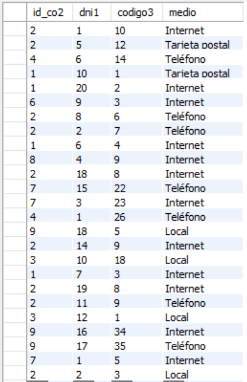 id_co2 dni1 codigo3 medio
2 1 10 Internet
2 5 12 Tarjeta postal
4 6 14 Teléfono
1 10 1 Tarjeta postal
1 20 2 Internet
6 9 3 Internet
2 8 6 Teléfono
2 2 7 Teléfono
1 6 4 Internet
8 4 9 Internet
2 18 8 Internet
7 15 22 Teléfono
7 3 23 Internet
4 1 26 Teléfono
9 18 5 Local
2 14 9 Internet
3 10 18 Local
1 7 3 Internet
2 19 8 Internet
2 11 9 Teléfono
3 12 1 Local
9 16 34 Internet
9 17 35 Teléfono
7 1 5 Internet
2 2 3 Local